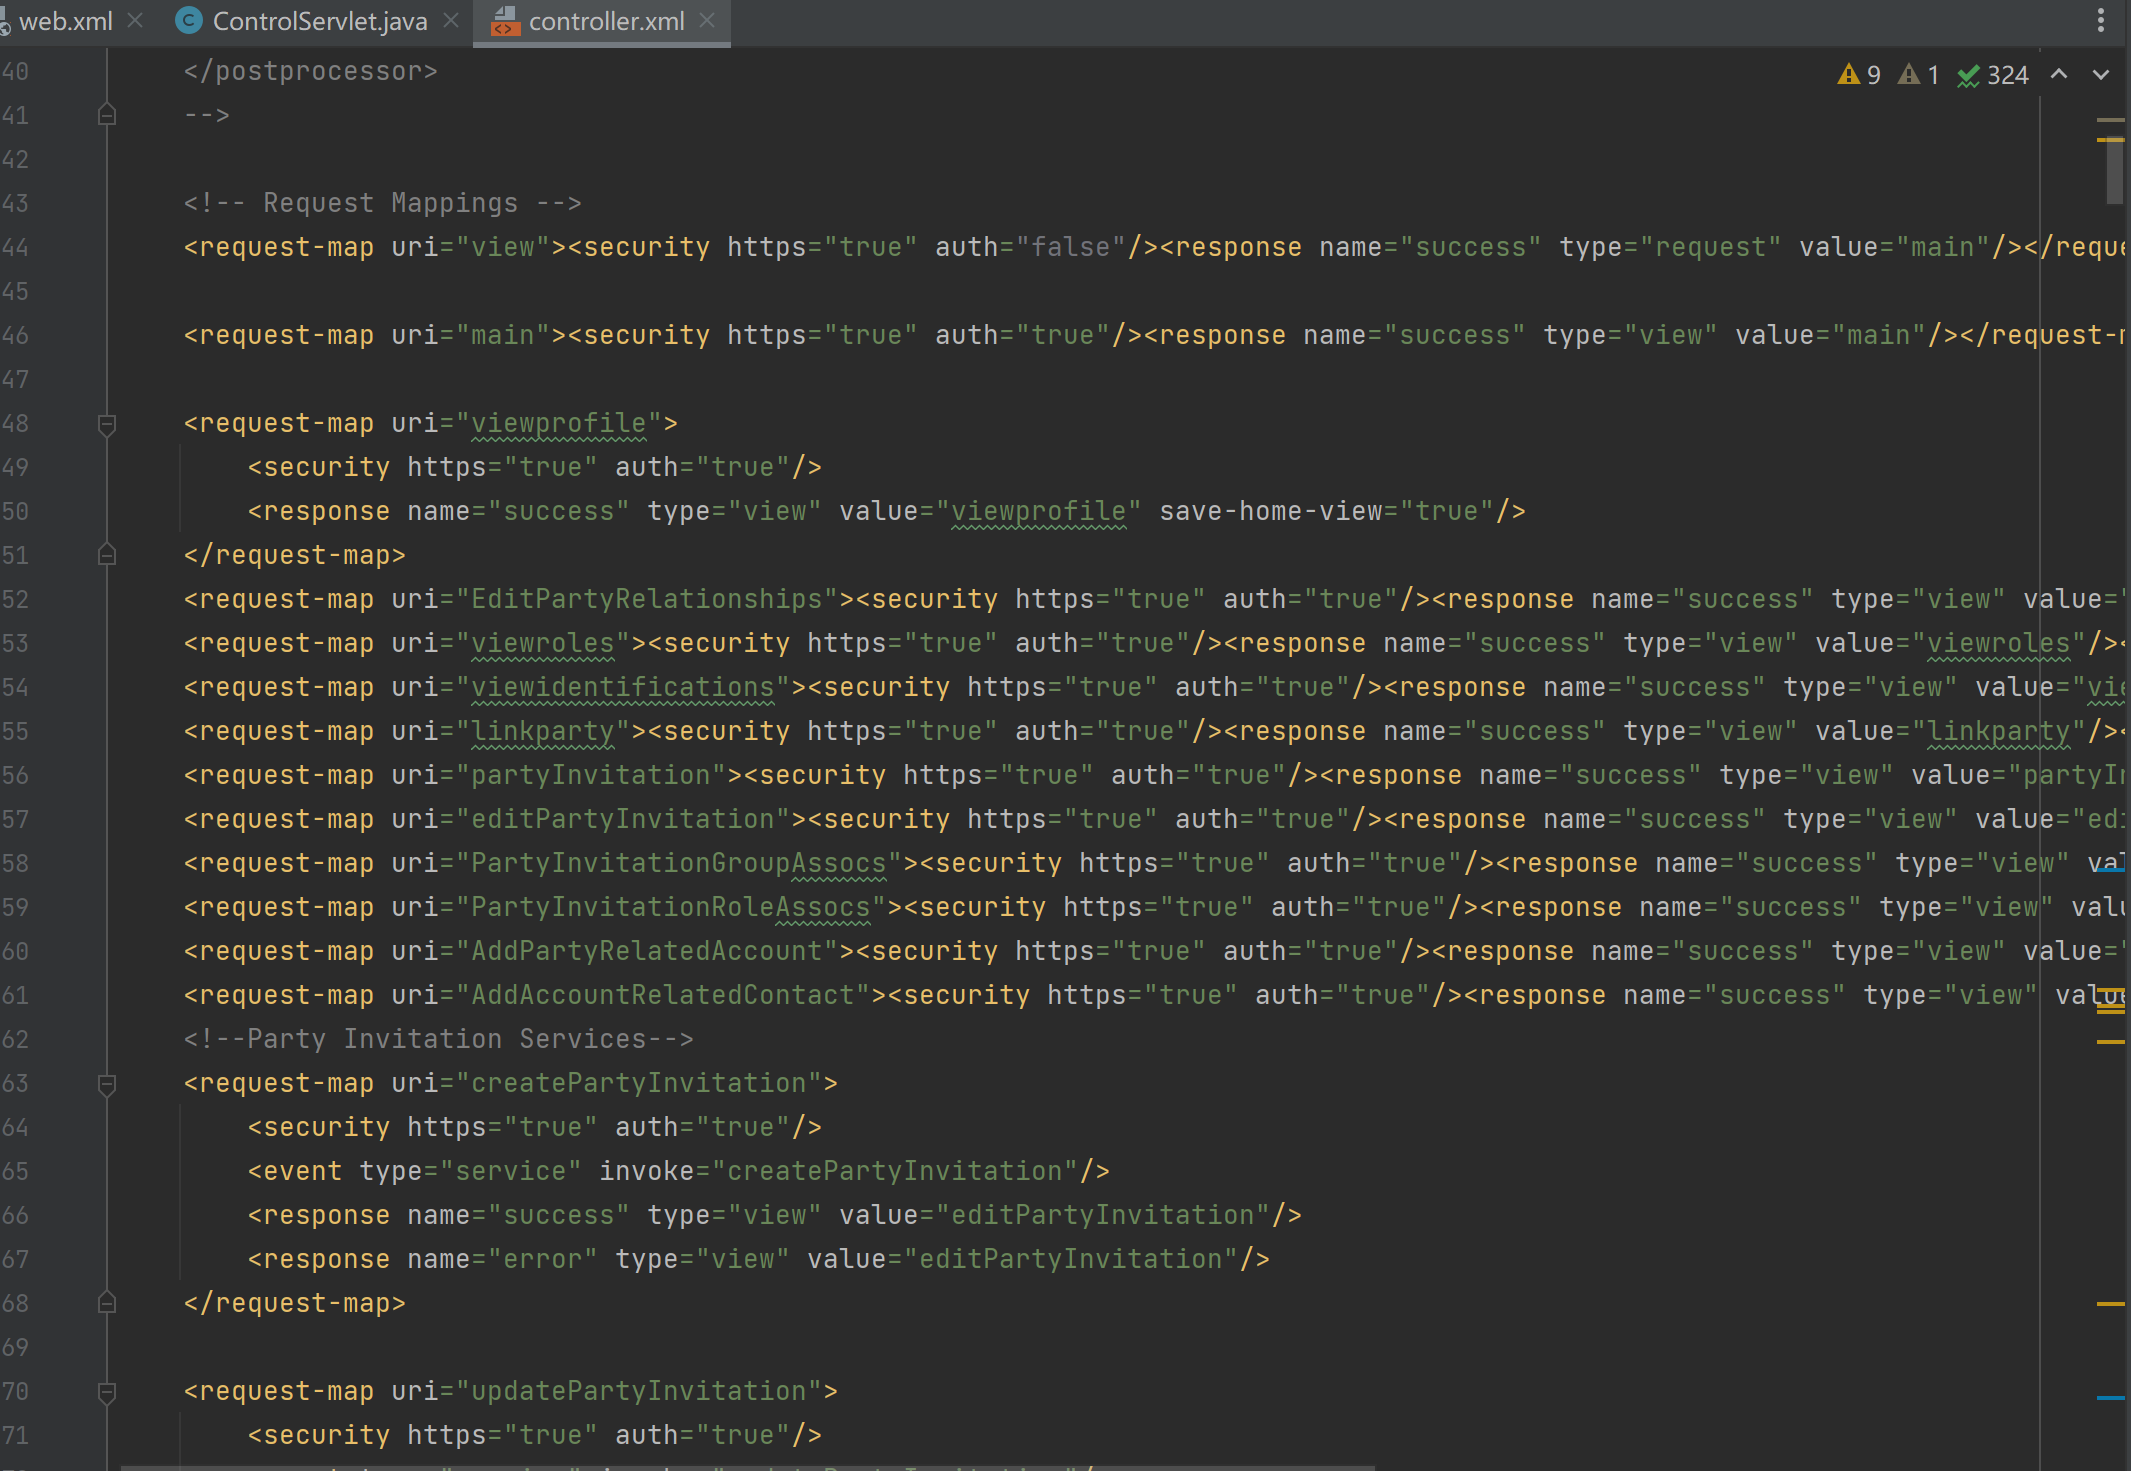 web.xml ControlServlet.java controller.xml
9 1 324
40 </postprocessor>
41 -->
42
43 <!-- Request Mappings -->
44 <request-map uri="view"><security https="true" auth="false"/><response name="success" type="request" value="main"/></reque
45
46 <request-map uri="main"><security https="true" auth="true"/><response name="success" type="view" value="main"/></request-
47
48 <request-map uri="viewprofile">
49 <security https="true" auth="true"/>
50 <response name="success" type="view" value="viewprofile" save-home-view="true"/>
51 </request-map>
52 <request-map uri="EditPartyRelationships"><security https="true" auth="true"/><response name="success" type="view" value="
53 <request-map uri="viewroles"><security https="true" auth="true"/><response name="success" type="view" value="viewroles"/><
54 <request-map uri="viewidentifications"><security https="true" auth="true"/><response name="success" type="view" value="vie
55 <request-map uri="linkparty"><security https="true" auth="true"/><response name="success" type="view" value="linkparty"/><
56 <request-map uri="partyInvitation"><security https="true" auth="true"/><response name="success" type="view" value="partyIn
57 <request-map uri="editPartyInvitation"><security https="true" auth="true"/><response name="success" type="view" value="edi
58 <request-map uri="PartyInvitationGroupAssocs"><security https="true" auth="true"/><response name="success" type="view" val
59 <request-map uri="PartyInvitationRoleAssocs"><security https="true" auth="true"/><response name="success" type="view" valu
60 <request-map uri="AddPartyRelatedAccount"><security https="true" auth="true"/><response name="success" type="view" value="
61 <request-map uri="AddAccountRelatedContact"><security https="true" auth="true"/><response name="success" type="view" value
62 <!--Party Invitation Services-->
63 <request-map uri="createPartyInvitation">
64 <security https="true" auth="true"/>
65 <event type="service" invoke="createPartyInvitation"/>
66 <response name="success" type="view" value="editPartyInvitation"/>
67 <response name="error" type="view" value="editPartyInvitation"/>
68 </request-map>
69
70 <request-map uri="updatePartyInvitation">
71 <security https="true" auth="true"/>